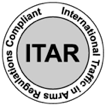 International Traffic in Arms Regulations Compliant
ITAR